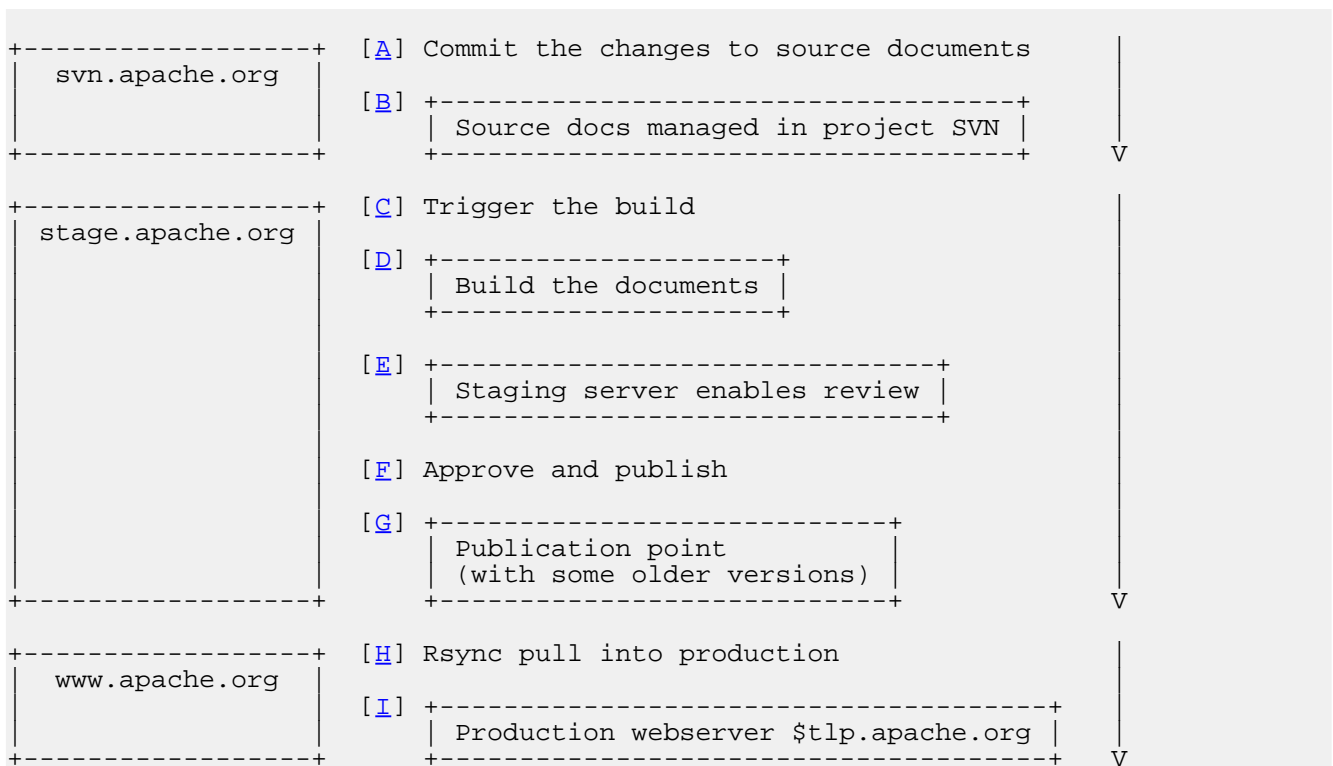 [A] Commit the changes to source documents
svn.apache.org
[B]
Source docs managed in project SVN
V
[C] Trigger the build
stage.apache.org
[D]
Build the documents
[E]
Staging server enables review
[F] Approve and publish
[G]
Publication point
(with some older versions)
V
[H] Rsync pull into production
www.apache.org
[I]
Production webserver $tlp.apache.org
V